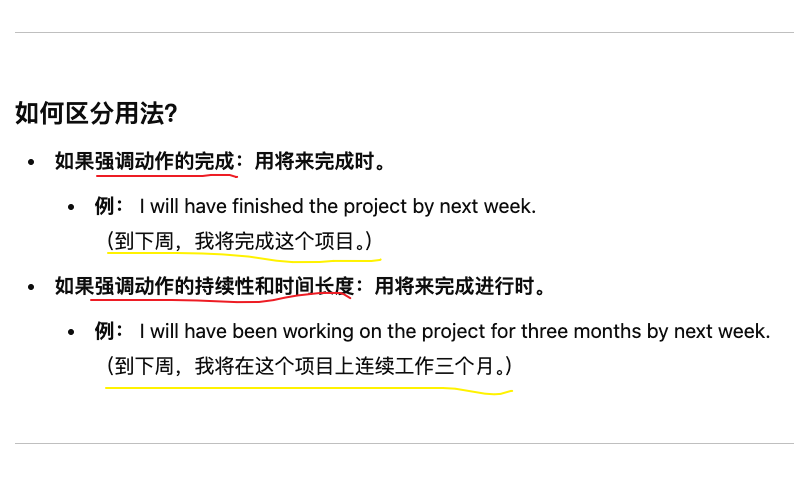 如何区分用法？
• 如果强调动作的完成：用将来完成时。
• 例： I will have finished the project by next week.
（到下周，我将完成这个项目。）
• 如果强调动作的持续性和时间长度：用将来完成进行时。
• 例： I will have been working on the project for three months by next week.
（到下周，我将在这个项目上连续工作三个月。）